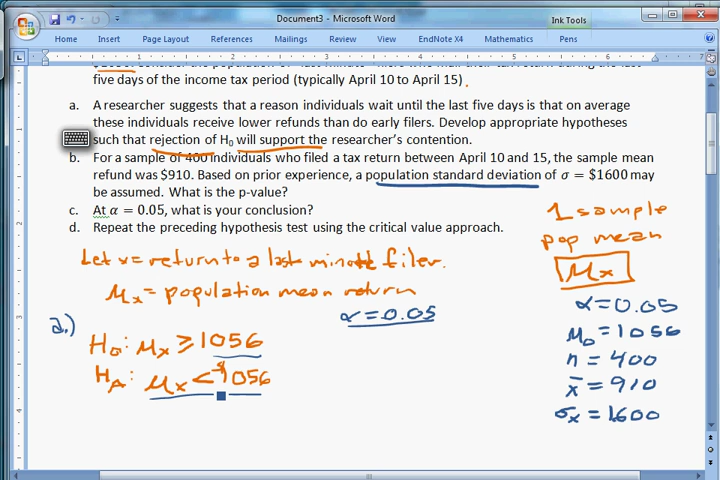 Document3 - Microsoft Word
Ink Tools
Home Insert Page Layout References Mailings Review View EndNote X4 Mathematics Pens
five days of the income tax period (typically April 10 to April 15).
a. A researcher suggests that a reason individuals wait until the last five days is that on average
these individuals receive lower refunds than do early filers. Develop appropriate hypotheses
such that rejection of H₀ will support the researcher's contention.
b. For a sample of 400 individuals who filed a tax return between April 10 and 15, the sample mean
refund was $910. Based on prior experience, a population standard deviation of σ = $1600 may
be assumed. What is the p-value?
c. At α = 0.05, what is your conclusion?
d. Repeat the preceding hypothesis test using the critical value approach.
1 sample
pop mean
μx
Let x = return to a last minute filer.
μx = population mean return
α = 0.05
a.)
H₀: μx ≥ 1056
HA: μx < 1056
α = 0.05
μ₀ = 1056
n = 400
x̄ = 910
σx = 1600